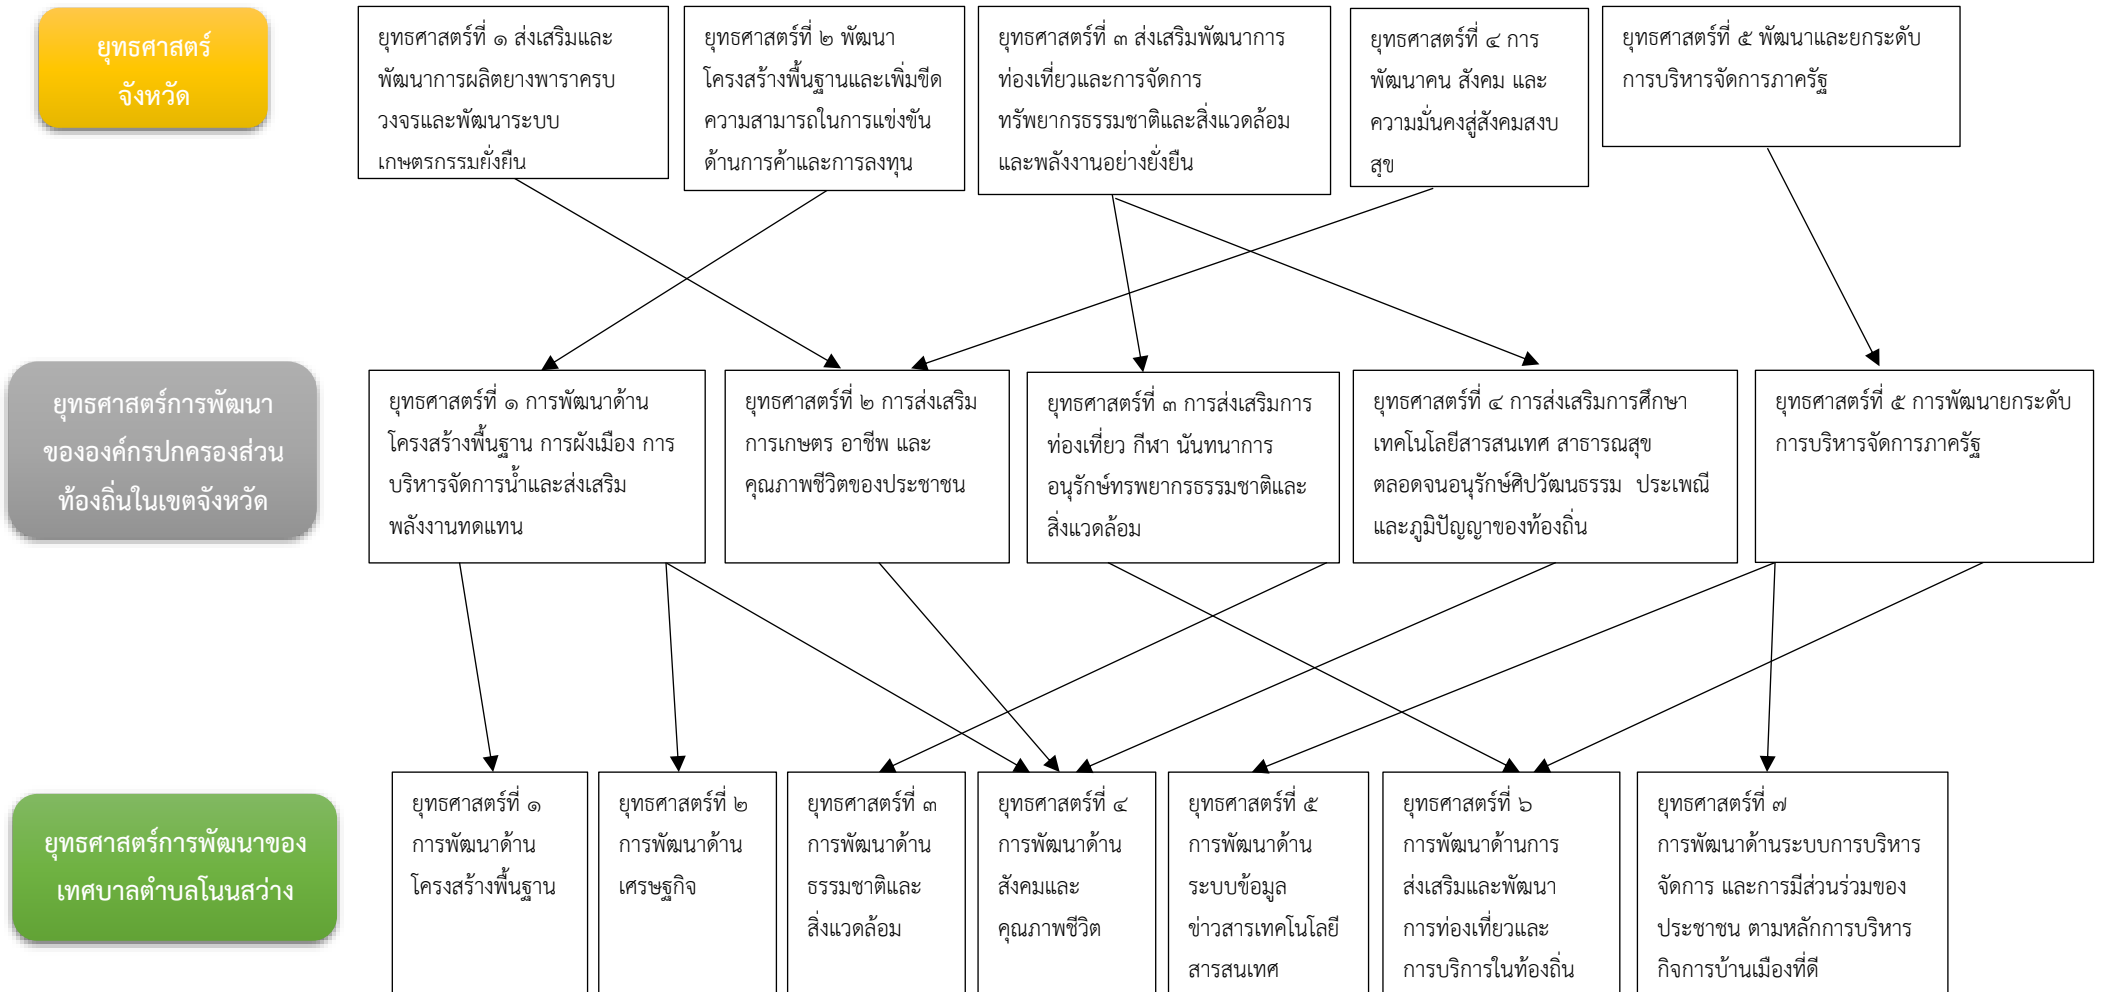 ยุทธศาสตร์
จังหวัด
ยุทธศาสตร์ที่ ๑ ส่งเสริมและ
พัฒนาการผลิตยางพาราครบ
วงจรและพัฒนาระบบ
เกษตรกรรมยั่งยืน
ยุทธศาสตร์ที่ ๒ พัฒนา
โครงสร้างพื้นฐานและเพิ่มขีด
ความสามารถในการแข่งขัน
ด้านการค้าและการลงทุน
ยุทธศาสตร์ที่ ๓ ส่งเสริมพัฒนาการ
ท่องเที่ยวและการจัดการ
ทรัพยากรธรรมชาติและสิ่งแวดล้อม
และพลังงานอย่างยั่งยืน
ยุทธศาสตร์ที่ ๔ การ
พัฒนาคน สังคม และ
ความมั่นคงสู่สังคมสงบ
สุข
ยุทธศาสตร์ที่ ๕ พัฒนาและยกระดับ
การบริหารจัดการภาครัฐ
ยุทธศาสตร์การพัฒนา
ขององค์กรปกครองส่วน
ท้องถิ่นในเขตจังหวัด
ยุทธศาสตร์ที่ ๑ การพัฒนาด้าน
โครงสร้างพื้นฐาน การผังเมือง การ
บริหารจัดการน้ำและส่งเสริม
พลังงานทดแทน
ยุทธศาสตร์ที่ ๒ การส่งเสริม
การเกษตร อาชีพ และ
คุณภาพชีวิตของประชาชน
ยุทธศาสตร์ที่ ๓ การส่งเสริมการ
ท่องเที่ยว กีฬา นันทนาการ
อนุรักษ์ทรพยากรธรรมชาติและ
สิ่งแวดล้อม
ยุทธศาสตร์ที่ ๔ การส่งเสริมการศึกษา
เทคโนโลยีสารสนเทศ สาธารณสุข
ตลอดจนอนุรักษ์ศิปวัฒนธรรม ประเพณี
และภูมิปัญญาของท้องถิ่น
ยุทธศาสตร์ที่ ๕ การพัฒนายกระดับ
การบริหารจัดการภาครัฐ
ยุทธศาสตร์การพัฒนาของ
เทศบาลตำบลโนนสว่าง
ยุทธศาสตร์ที่ ๑
การพัฒนาด้าน
โครงสร้างพื้นฐาน
ยุทธศาสตร์ที่ ๒
การพัฒนาด้าน
เศรษฐกิจ
ยุทธศาสตร์ที่ ๓
การพัฒนาด้าน
ธรรมชาติและ
สิ่งแวดล้อม
ยุทธศาสตร์ที่ ๔
การพัฒนาด้าน
สังคมและ
คุณภาพชีวิต
ยุทธศาสตร์ที่ ๕
การพัฒนาด้าน
ระบบข้อมูล
ข่าวสารเทคโนโลยี
สารสนเทศ
ยุทธศาสตร์ที่ ๖
การพัฒนาด้านการ
ส่งเสริมและพัฒนา
การท่องเที่ยวและ
การบริการในท้องถิ่น
ยุทธศาสตร์ที่ ๗
การพัฒนาด้านระบบการบริหาร
จัดการ และการมีส่วนร่วมของ
ประชาชน ตามหลักการบริหาร
กิจการบ้านเมืองที่ดี